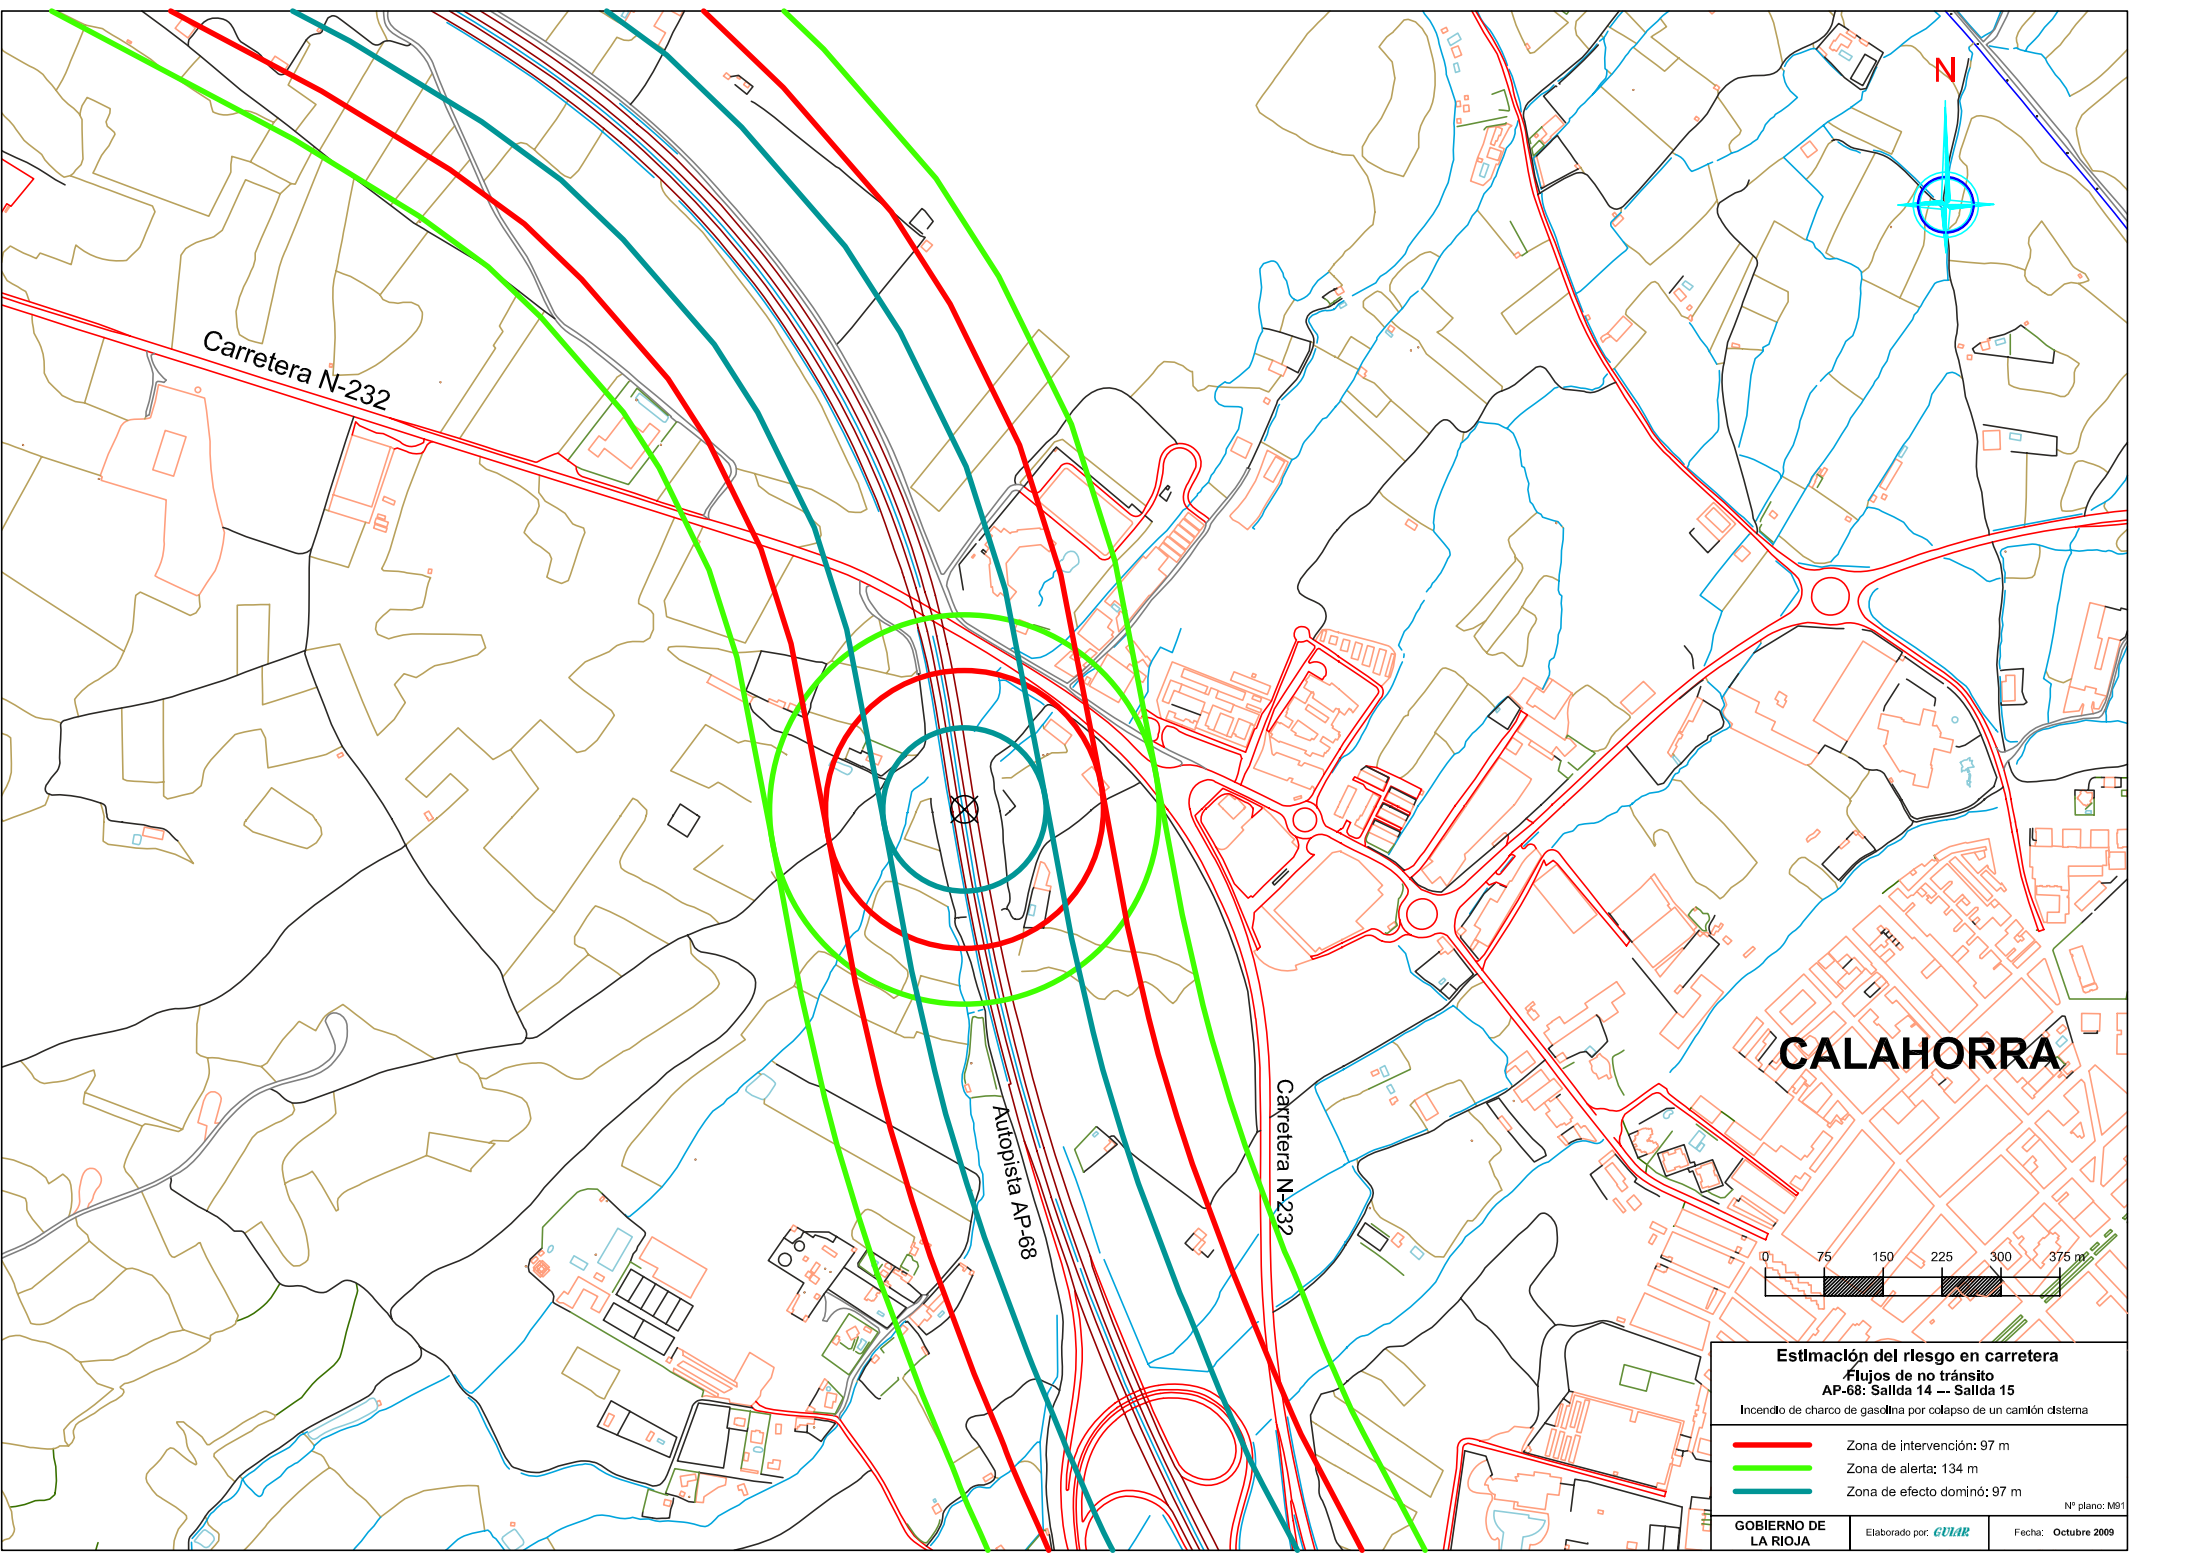 N
Carretera N-232
CALAHORRA
Autopista AP-68
Carretera N-232
0 75 150 225 300 375 m
Estimación del riesgo en carretera
Flujos de no tránsito
AP-68: Salida 14 --- Salida 15
Incendio de charco de gasolina por colapso de un camión cisterna
Zona de intervención: 97 m
Zona de alerta: 134 m
Zona de efecto dominó: 97 m
Nº plano: M91
GOBIERNO DE
LA RIOJA
Elaborado por: GUIAR
Fecha: Octubre 2009